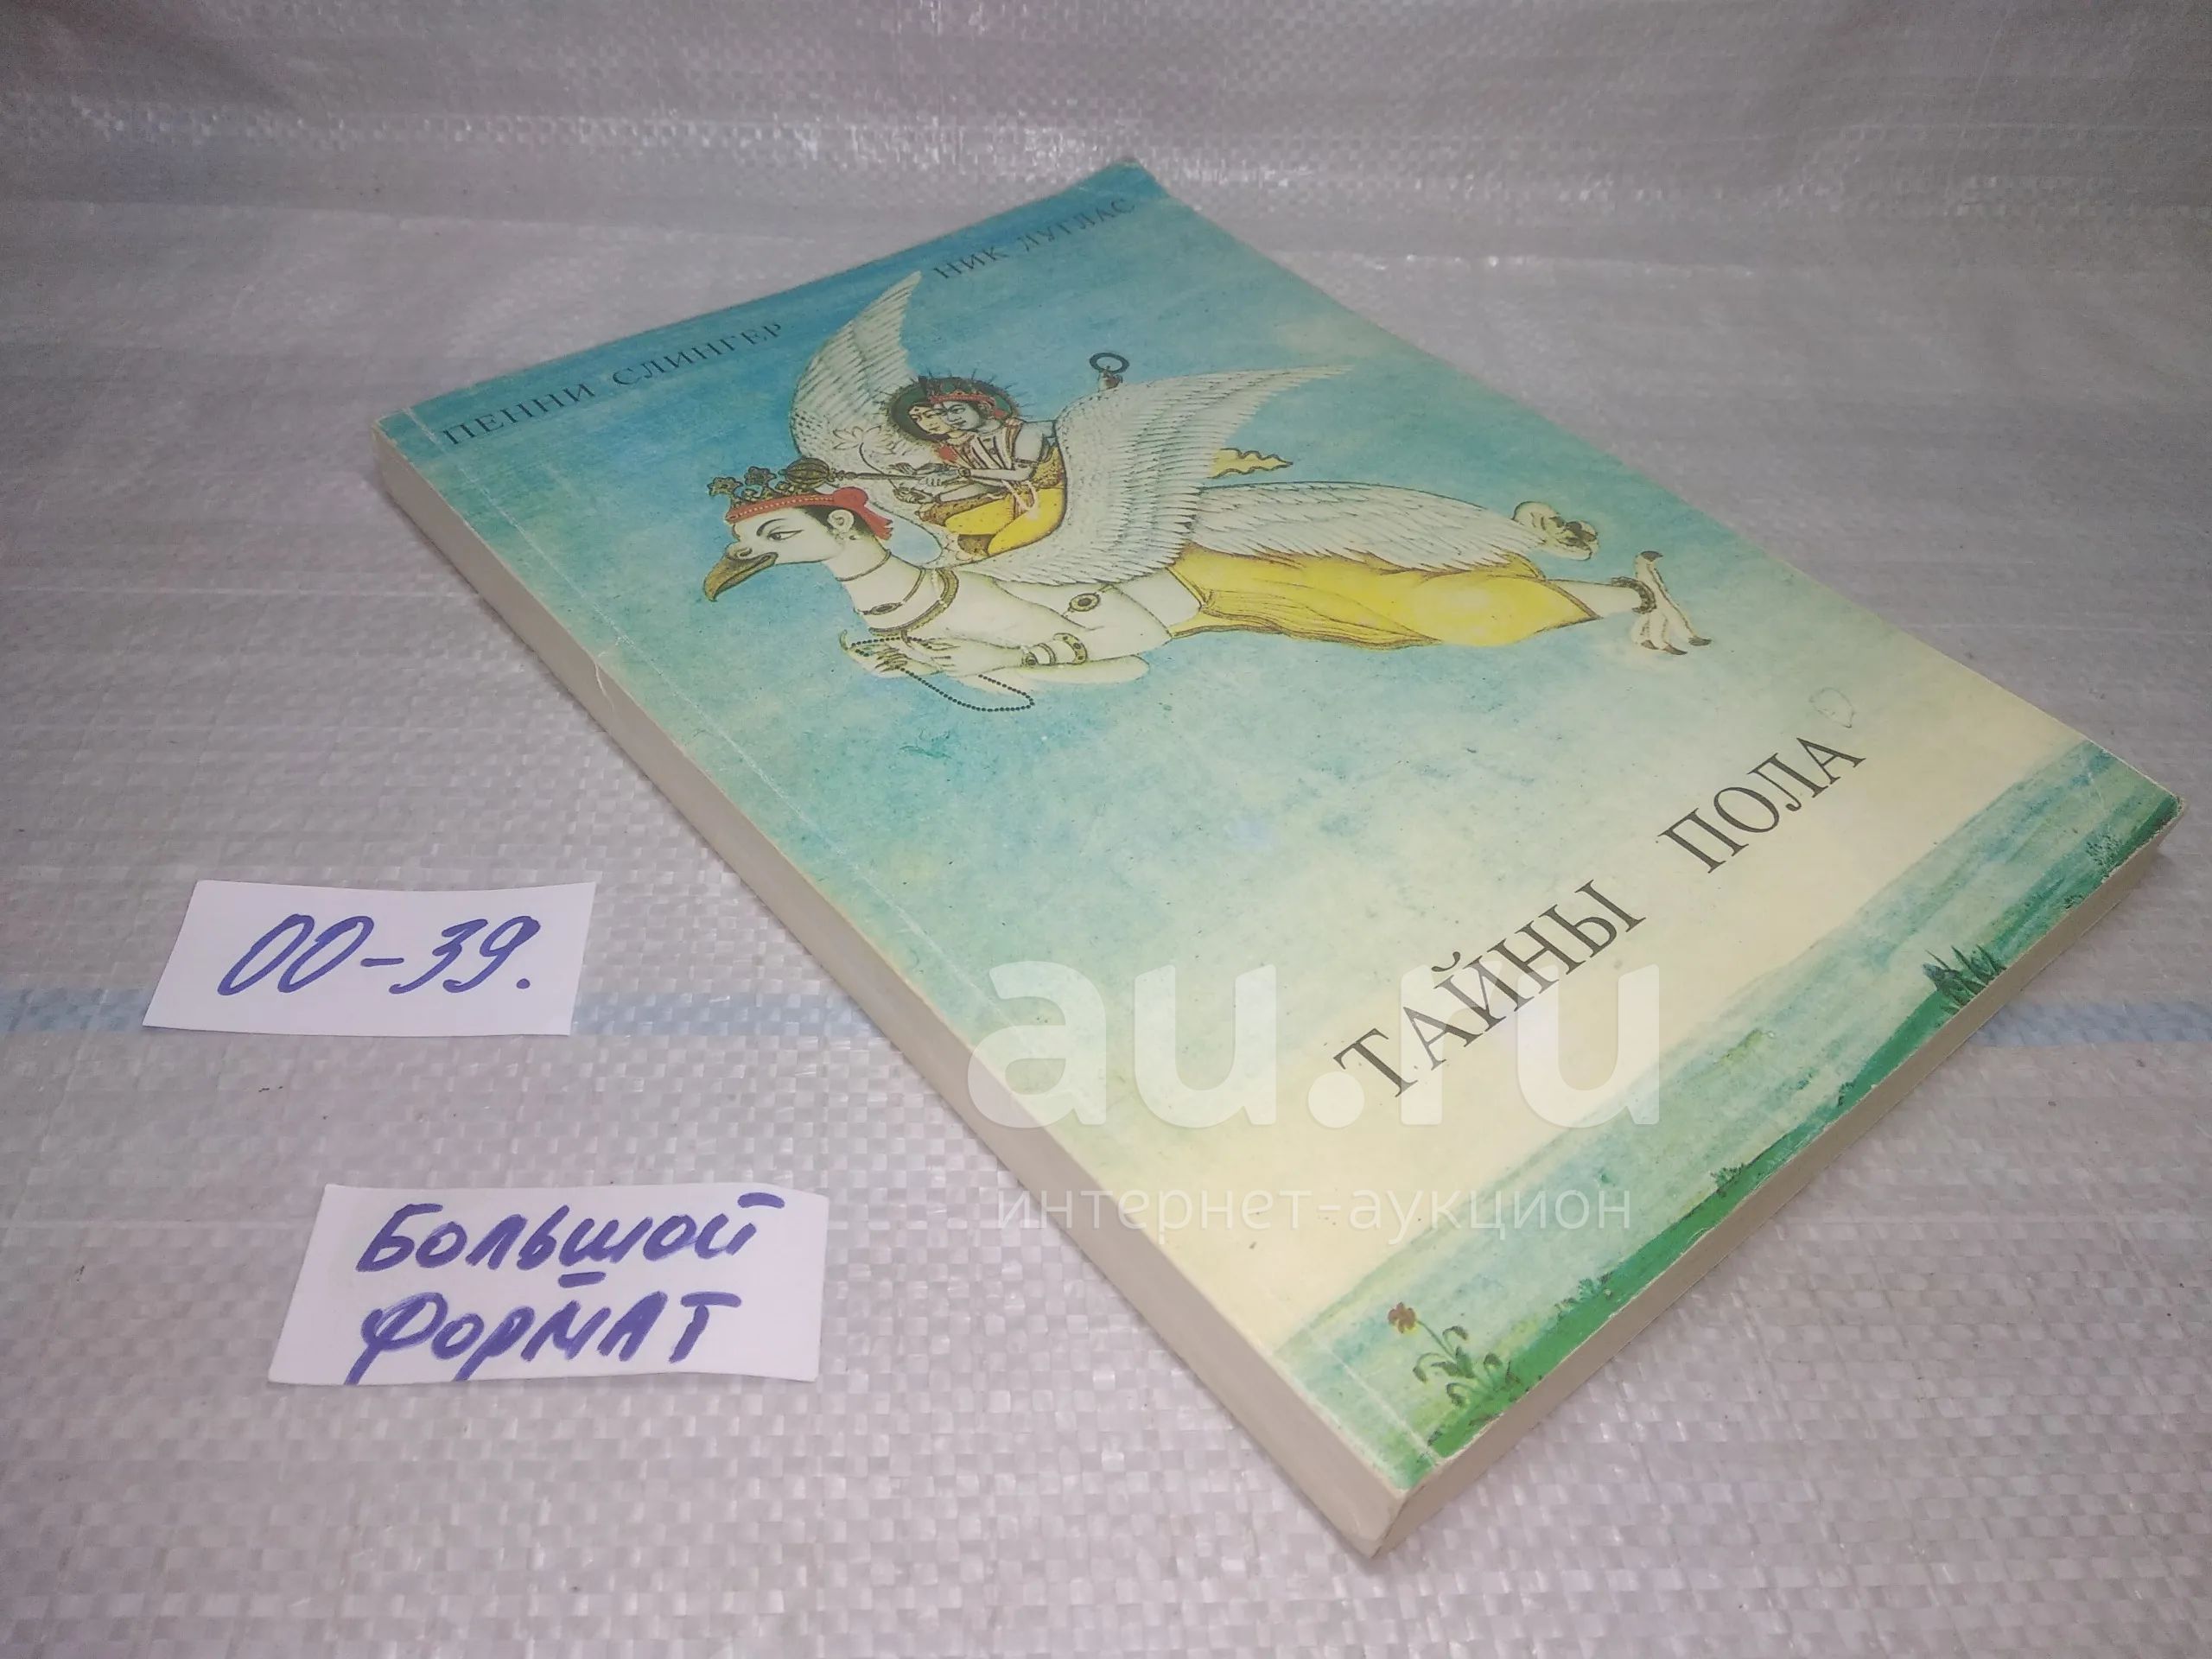 ПЕННИ СЛИНГЕР
НИК ДУГЛАС
ТАЙНЫ ПОЛА
00-39.
БОЛЬШОЙ
ФОРМАТ
au.ru
интернет-аукцион